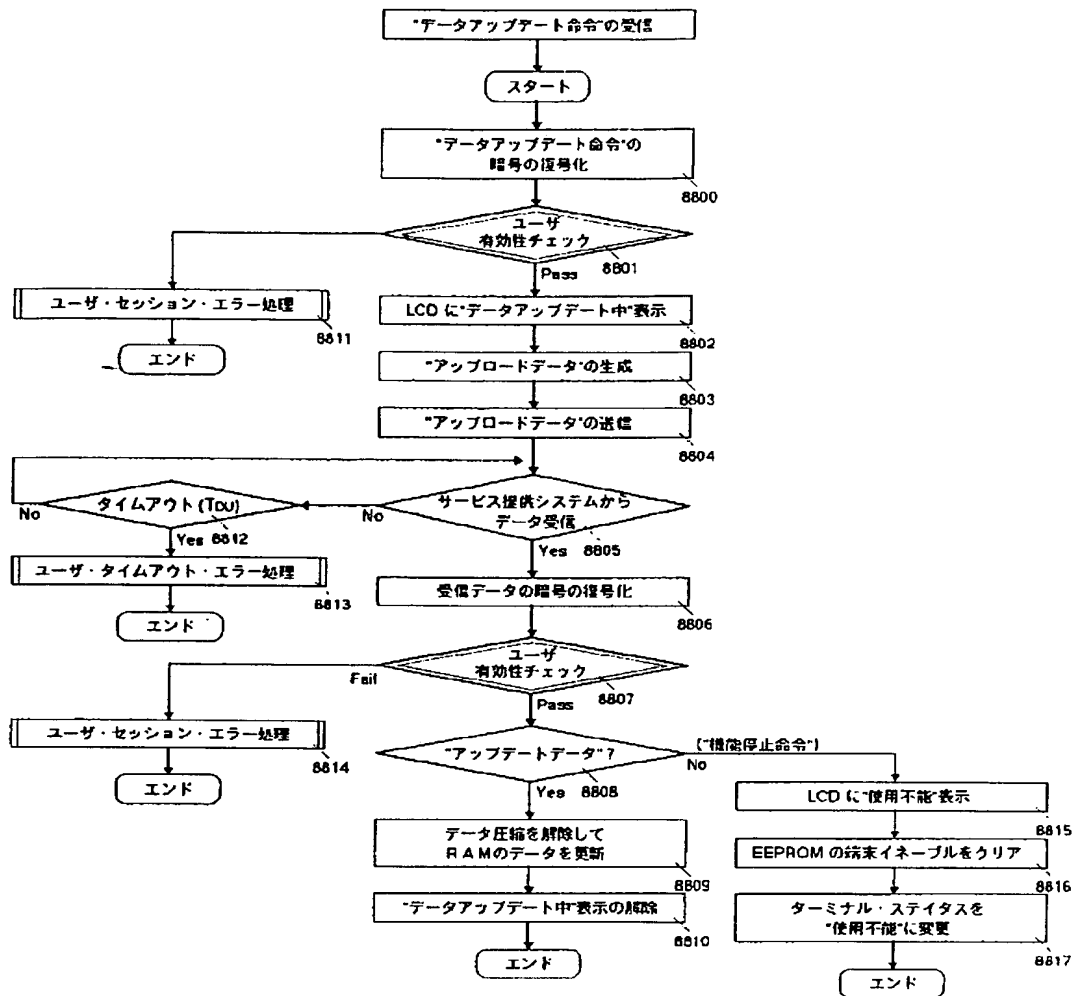 "データアップデート命令"の受信
スタート
"データアップデート命令"の
暗号の復号化
8800
ユーザ
有効性チェック
8801
Pass
ユーザ・セッション・エラー処理
8811
エンド
LCDに"データアップデート中"表示
8802
"アップロードデータ"の生成
8803
"アップロードデータ"の送信
8804
タイムアウト(TDU)
No
8812
Yes
サービス提供システムから
データ受信
No
8805
Yes
ユーザ・タイムアウト・エラー処理
8813
エンド
受信データの暗号の復号化
8806
ユーザ
有効性チェック
Fail
8807
Pass
ユーザ・セッション・エラー処理
8814
エンド
"アップデートデータ"?
8808
Yes
("機能停止命令")
No
データ圧縮を解除して
RAMのデータを更新
8809
"データアップデート中"表示の解除
8810
エンド
LCDに"使用不能"表示
8815
EEPROMの端末イネーブルをクリア
8816
ターミナル・ステイタスを
"使用不能"に変更
8817
エンド